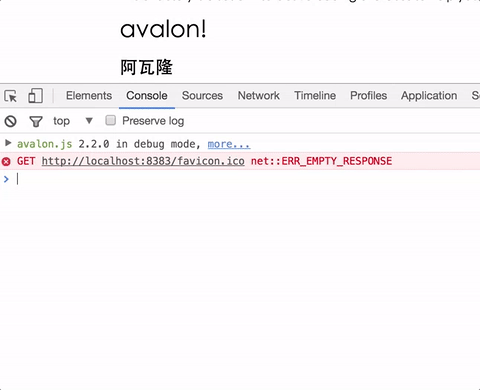 avalon!
阿瓦隆
Elements Console Sources Network Timeline Profiles Application
top Preserve log
avalon.js 2.2.0 in debug mode, more...
GET http://localhost:8383/favicon.ico net::ERR_EMPTY_RESPONSE